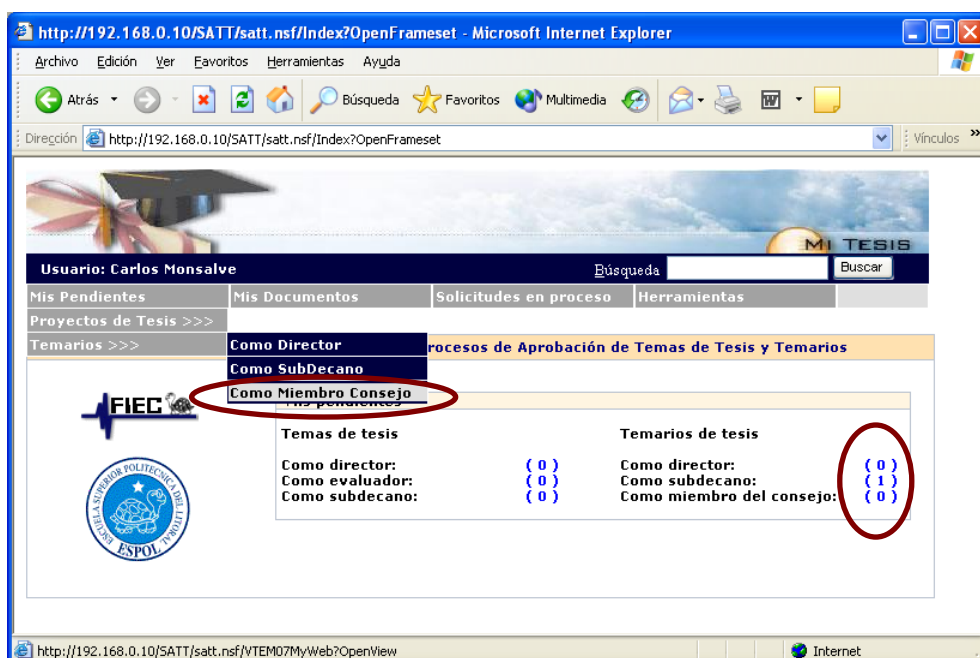 http://192.168.0.10/SATT/satt.nsf/Index?OpenFrameset - Microsoft Internet Explorer
Archivo Edición Ver Favoritos Herramientas Ayuda
Atrás Búsqueda Favoritos Multimedia
Dirección http://192.168.0.10/SATT/satt.nsf/Index?OpenFrameset Vínculos »
MI TESIS
Usuario: Carlos Monsalve Búsqueda Buscar
Mis Pendientes Mis Documentos Solicitudes en proceso Herramientas
Proyectos de Tesis >>>
Temarios >>> Como Director rocesos de Aprobación de Temas de Tesis y Temarios
Como SubDecano
Como Miembro Consejo
Mis pendientes
FIEC
Temas de tesis Temarios de tesis
Como director: ( 0 ) Como director: ( 0 )
Como evaluador: ( 0 ) Como subdecano: ( 1 )
Como subdecano: ( 0 ) Como miembro del consejo: ( 0 )
ESCUELA SUPERIOR POLITECNICA DEL LITORAL
ESPOL
http://192.168.0.10/SATT/satt.nsf/VTEM07MyWeb?OpenView Internet